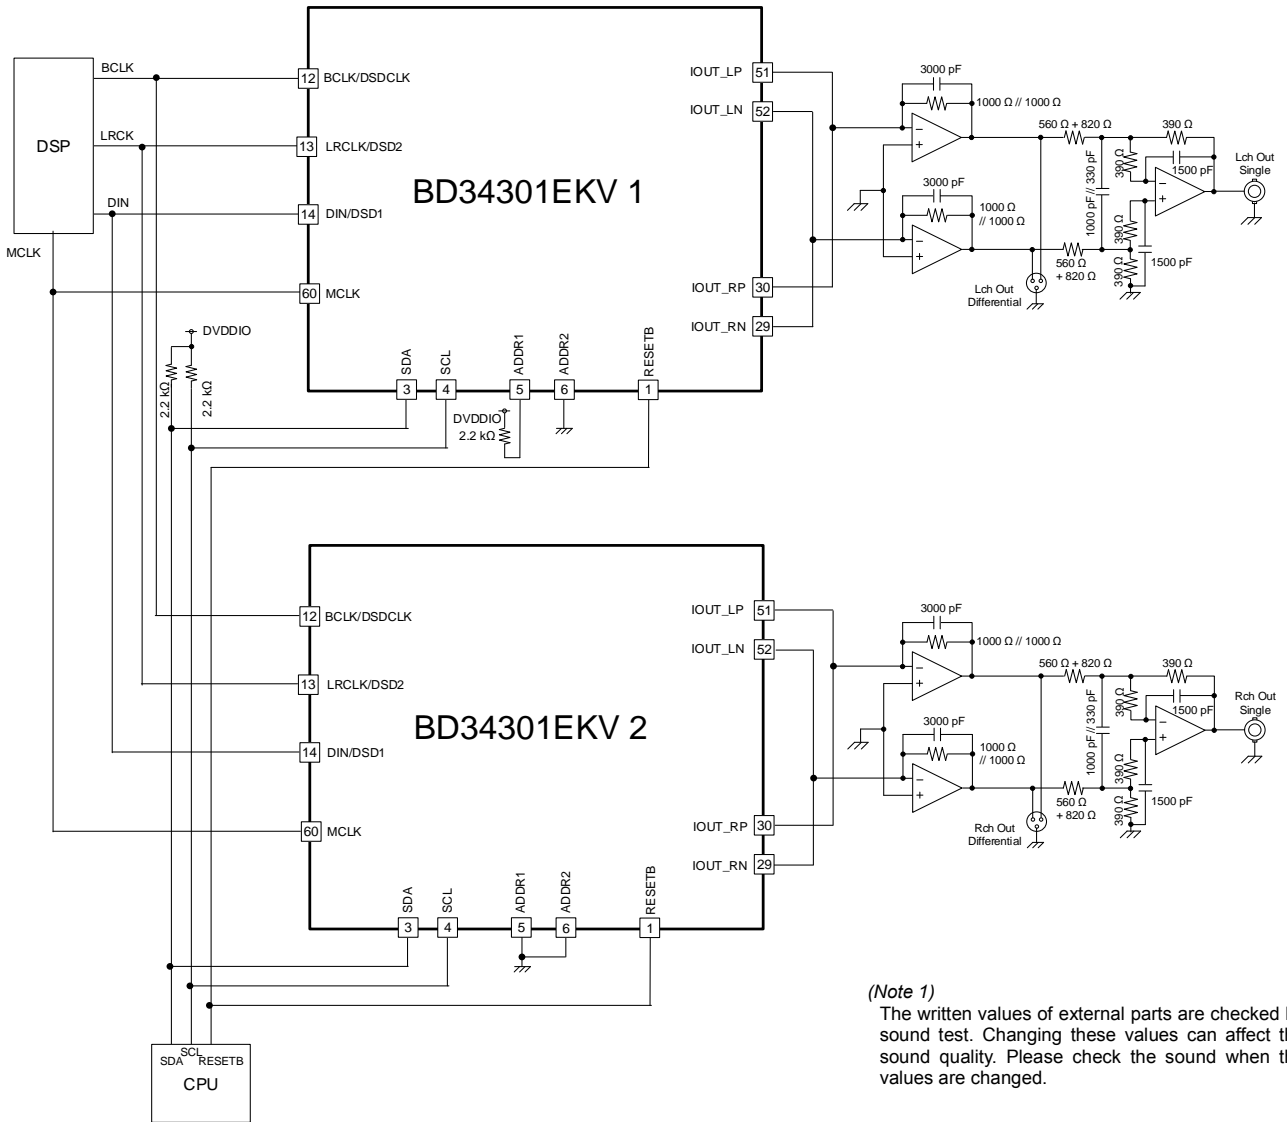 DSP
BCLK
LRCK
DIN
MCLK
12 BCLK/DSDCLK
13 LRCLK/DSD2
14 DIN/DSD1
60 MCLK
BD34301EKV 1
IOUT_LP 51
IOUT_LN 52
IOUT_RP 30
IOUT_RN 29
SDA
3
SCL
4
ADDR1
5
ADDR2
6
RESETB
1
DVDDIO
2.2 kΩ
2.2 kΩ
DVDDIO
2.2 kΩ
3000 pF
1000 Ω // 1000 Ω
3000 pF
1000 Ω
// 1000 Ω
560 Ω + 820 Ω
560 Ω
+ 820 Ω
1000 pF // 330 pF
390 Ω
390 Ω
1500 pF
390 Ω
390 Ω
1500 pF
Lch Out
Single
Lch Out
Differential
12 BCLK/DSDCLK
13 LRCLK/DSD2
14 DIN/DSD1
60 MCLK
BD34301EKV 2
IOUT_LP 51
IOUT_LN 52
IOUT_RP 30
IOUT_RN 29
SDA
3
SCL
4
ADDR1
5
ADDR2
6
RESETB
1
3000 pF
1000 Ω // 1000 Ω
3000 pF
1000 Ω
// 1000 Ω
560 Ω + 820 Ω
560 Ω
+ 820 Ω
1000 pF // 330 pF
390 Ω
390 Ω
1500 pF
390 Ω
390 Ω
1500 pF
Rch Out
Single
Rch Out
Differential
SDA
SCL
RESETB
CPU
(Note 1)
The written values of external parts are checked
sound test. Changing these values can affect
sound quality. Please check the sound when
values are changed.